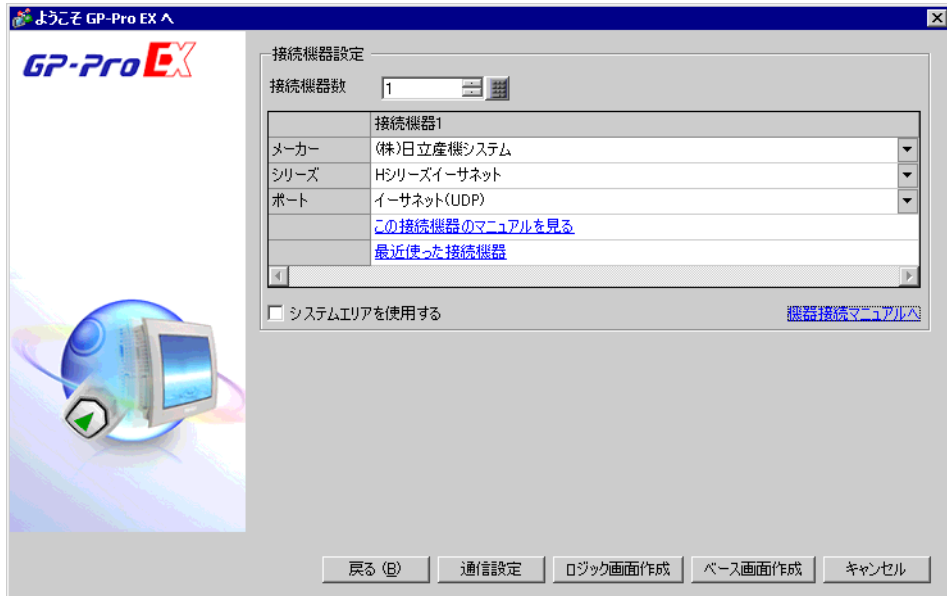 ようこそ GP-Pro EX へ
GP-Pro EX
接続機器設定
接続機器数 1
接続機器1
メーカー (株)日立産機システム
シリーズ Hシリーズイーサネット
ポート イーサネット(UDP)
この接続機器のマニュアルを見る
最近使った接続機器
システムエリアを使用する 機器接続マニュアルへ
戻る (B) 通信設定 ロジック画面作成 ベース画面作成 キャンセル